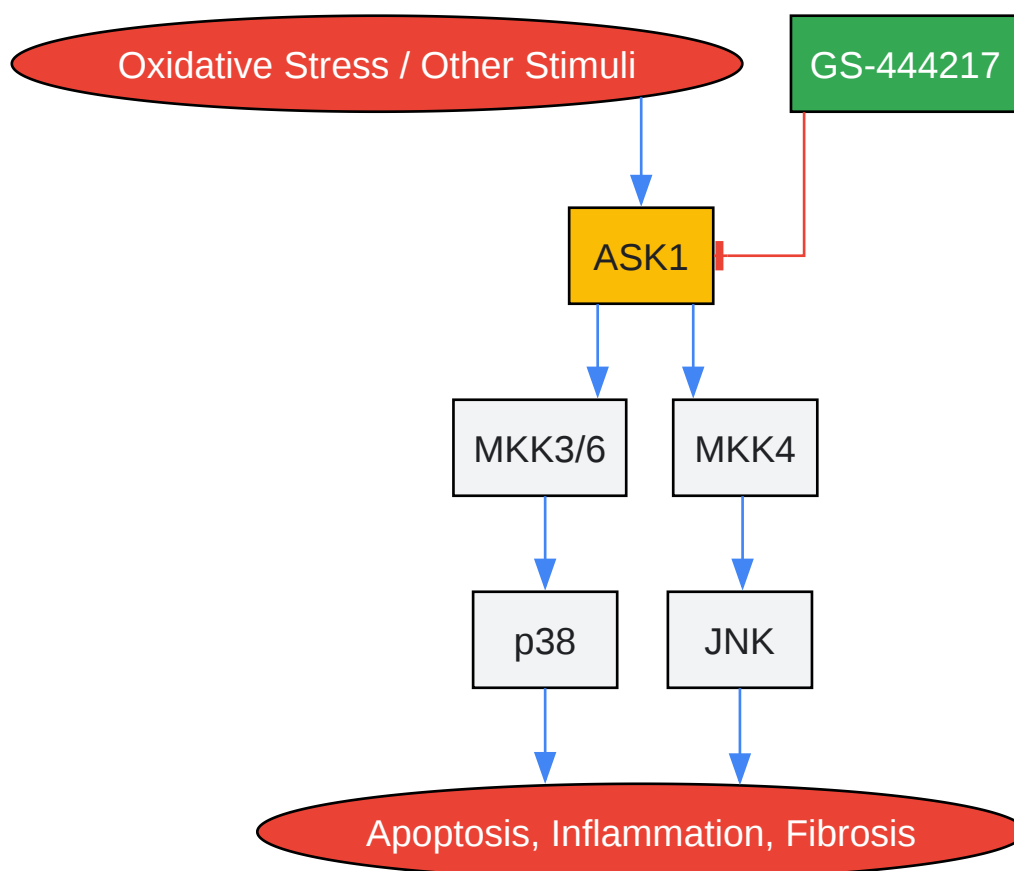 Oxidative Stress / Other Stimuli
GS-444217
ASK1
MKK3/6
MKK4
p38
JNK
Apoptosis, Inflammation, Fibrosis